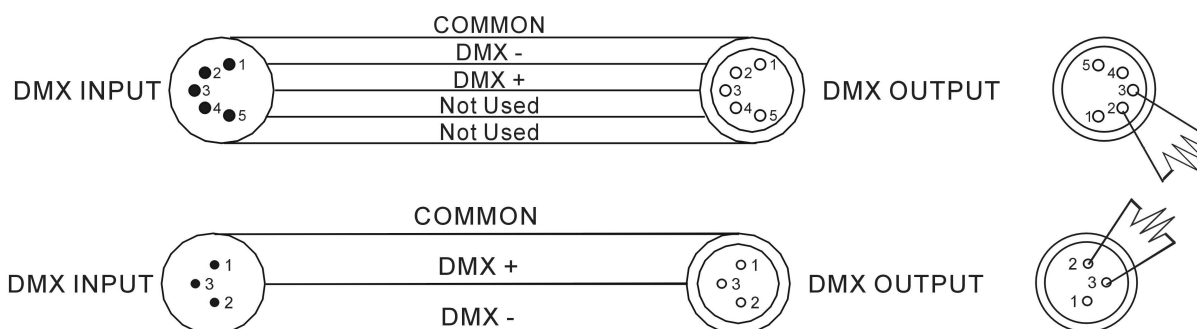 COMMON
DMX -
DMX INPUT
DMX +
DMX OUTPUT
Not Used
Not Used
1
2
3
4
5
1
2
3
4
5
5
4
3
2
1
COMMON
DMX INPUT
DMX +
DMX OUTPUT
DMX -
1
3
2
1
3
2
2
3
1